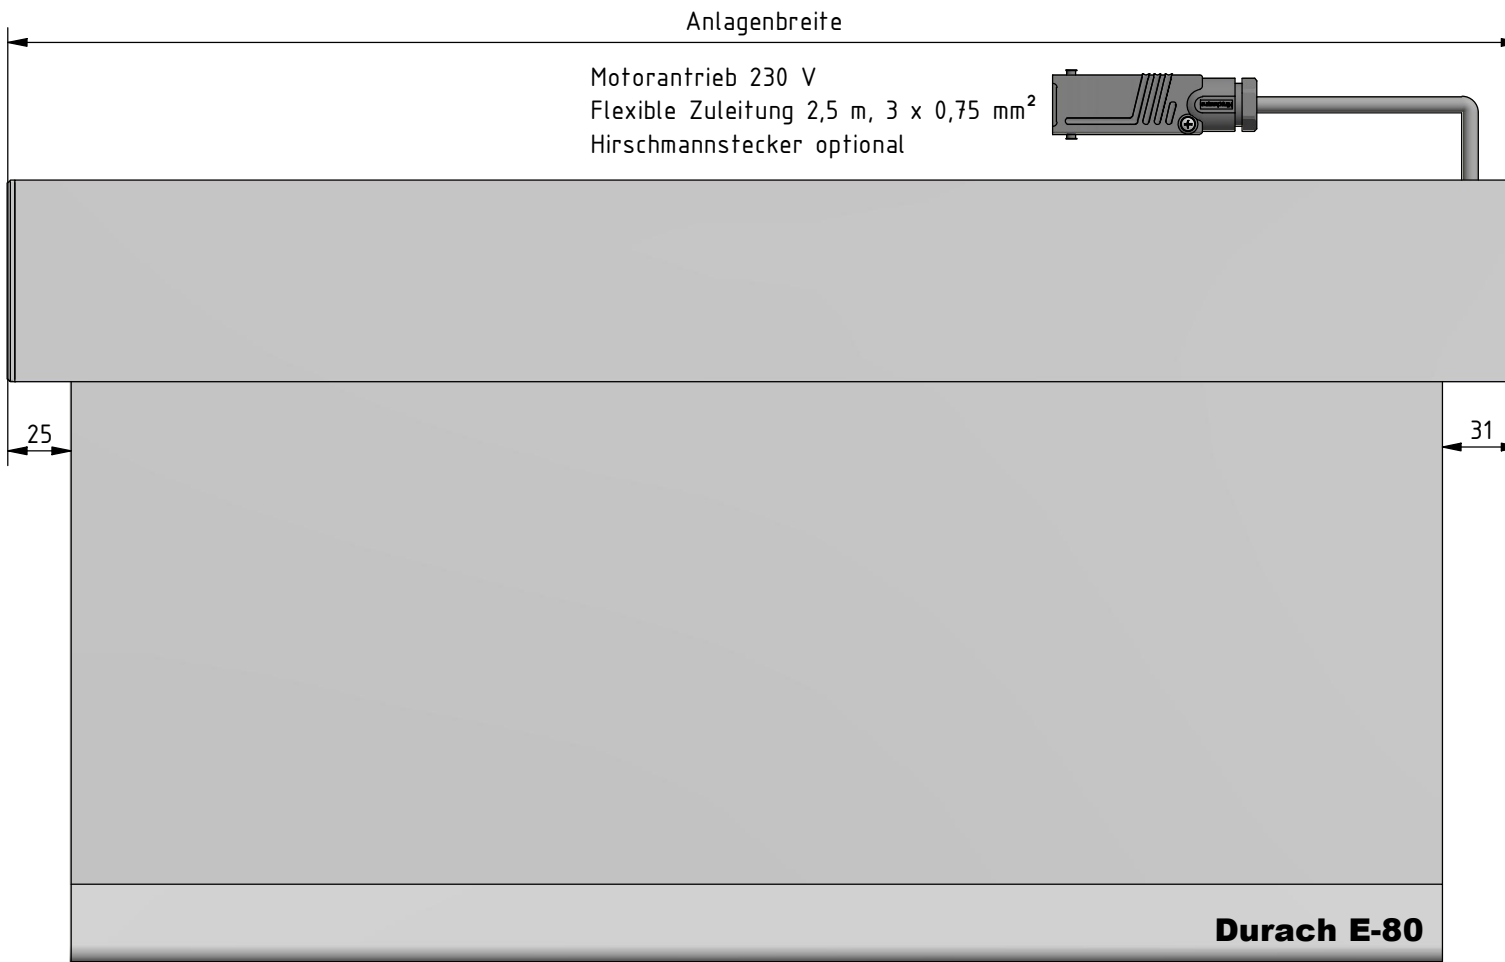 Anlagenbreite
Motorantrieb 230 V
Flexible Zuleitung 2,5 m, 3 x 0,75 mm²
Hirschmannstecker optional
25
31
Durach E-80